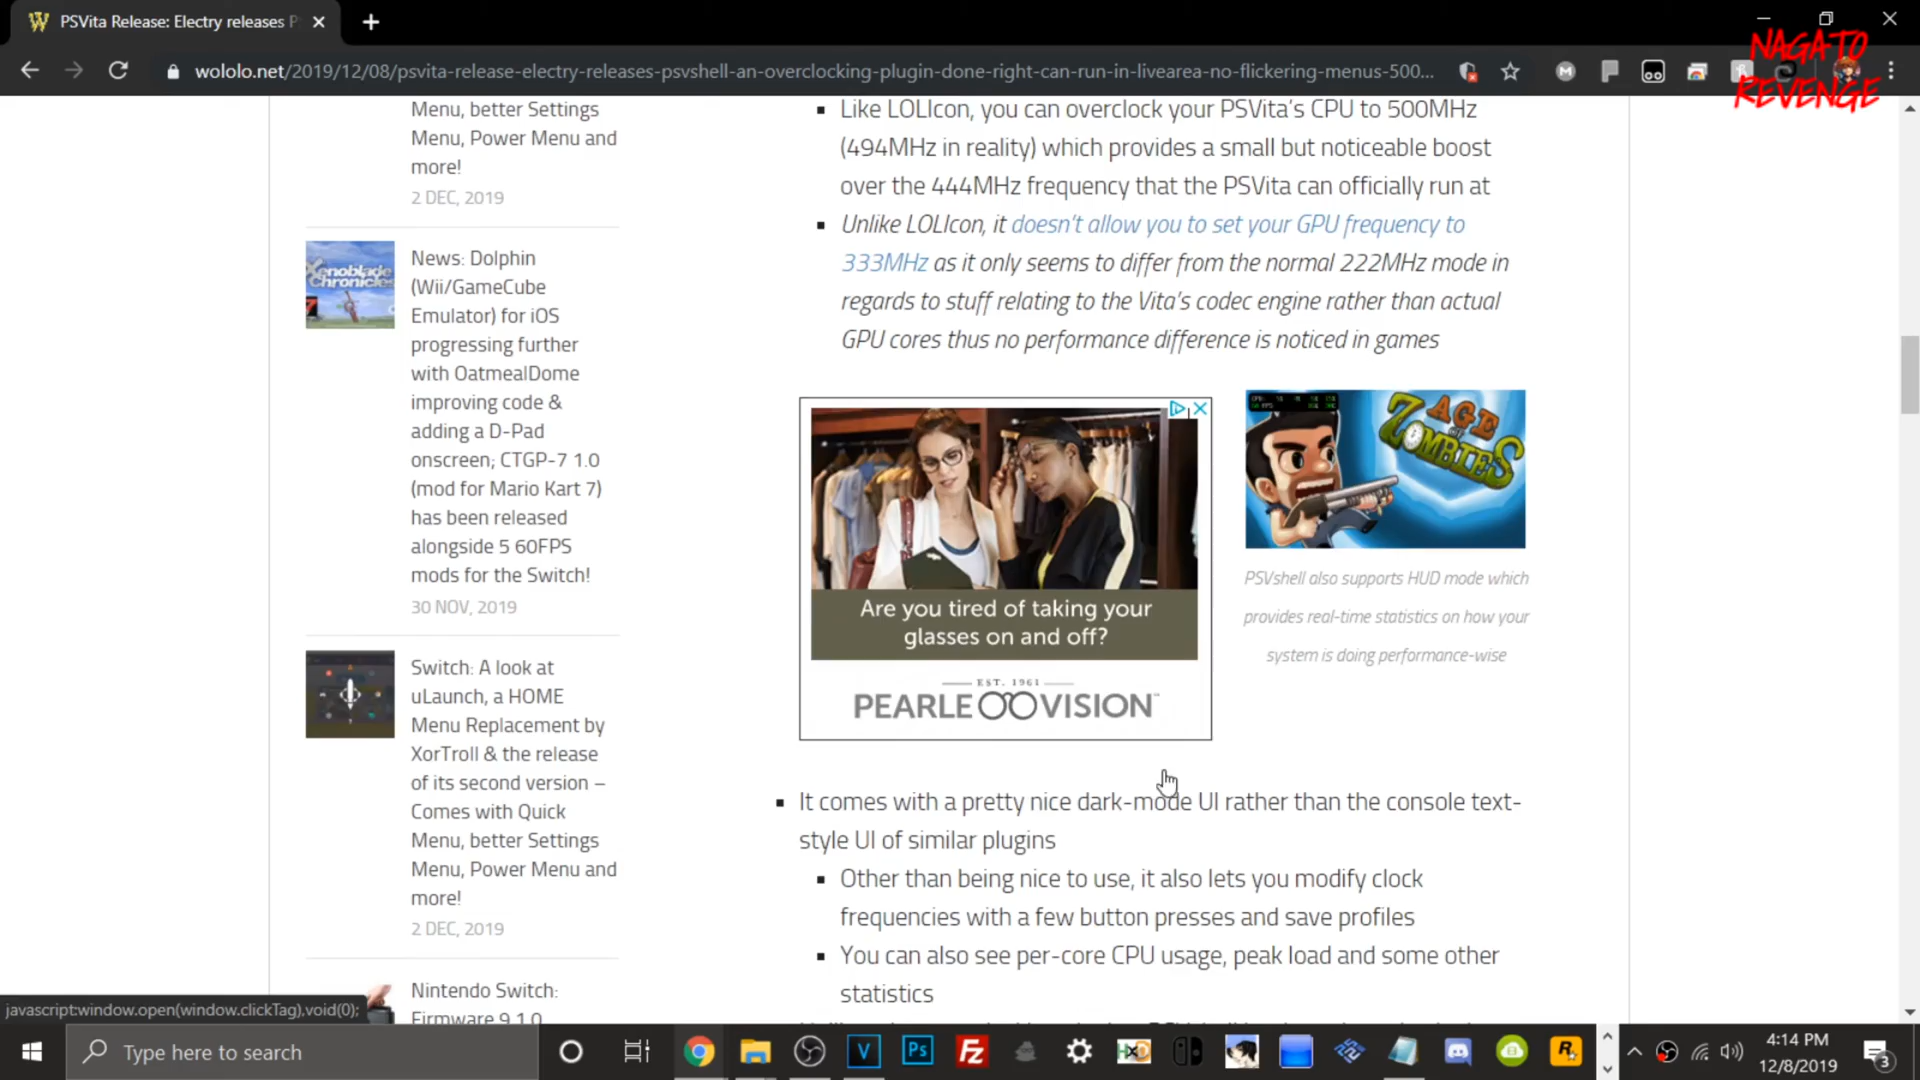 PSVita Release: Electry releases P
NAGATO
REVENGE
wololo.net/2019/12/08/psvita-release-electry-releases-psvshell-an-overclocking-plugin-done-right-can-run-in-livearea-no-flickering-menus-500...
Menu, better Settings
Menu, Power Menu and
more!
2 DEC, 2019
Xenoblade
Chronicles
News: Dolphin
(Wii/GameCube
Emulator) for iOS
progressing further
with OatmealDome
improving code &
adding a D-Pad
onscreen; CTGP-7 1.0
(mod for Mario Kart 7)
has been released
alongside 5 60FPS
mods for the Switch!
30 NOV, 2019
Switch: A look at
uLaunch, a HOME
Menu Replacement by
XorTroll & the release
of its second version –
Comes with Quick
Menu, better Settings
Menu, Power Menu and
more!
2 DEC, 2019
Nintendo Switch:
Firmware 9.1.0
Like LOLIcon, you can overclock your PSVita's CPU to 500MHz
(494MHz in reality) which provides a small but noticeable boost
over the 444MHz frequency that the PSVita can officially run at
Unlike LOLIcon, it doesn't allow you to set your GPU frequency to
333MHz as it only seems to differ from the normal 222MHz mode in
regards to stuff relating to the Vita's codec engine rather than actual
GPU cores thus no performance difference is noticed in games
Are you tired of taking your
glasses on and off?
EST. 1961
PEARLE VISION
AGE
OF
ZOMBIES
PSVshell also supports HUD mode which
provides real-time statistics on how your
system is doing performance-wise
It comes with a pretty nice dark-mode UI rather than the console text-
style UI of similar plugins
Other than being nice to use, it also lets you modify clock
frequencies with a few button presses and save profiles
You can also see per-core CPU usage, peak load and some other
statistics
javascript:window.open(window.clickTag),void(0);
Type here to search
4:14 PM
12/8/2019
3